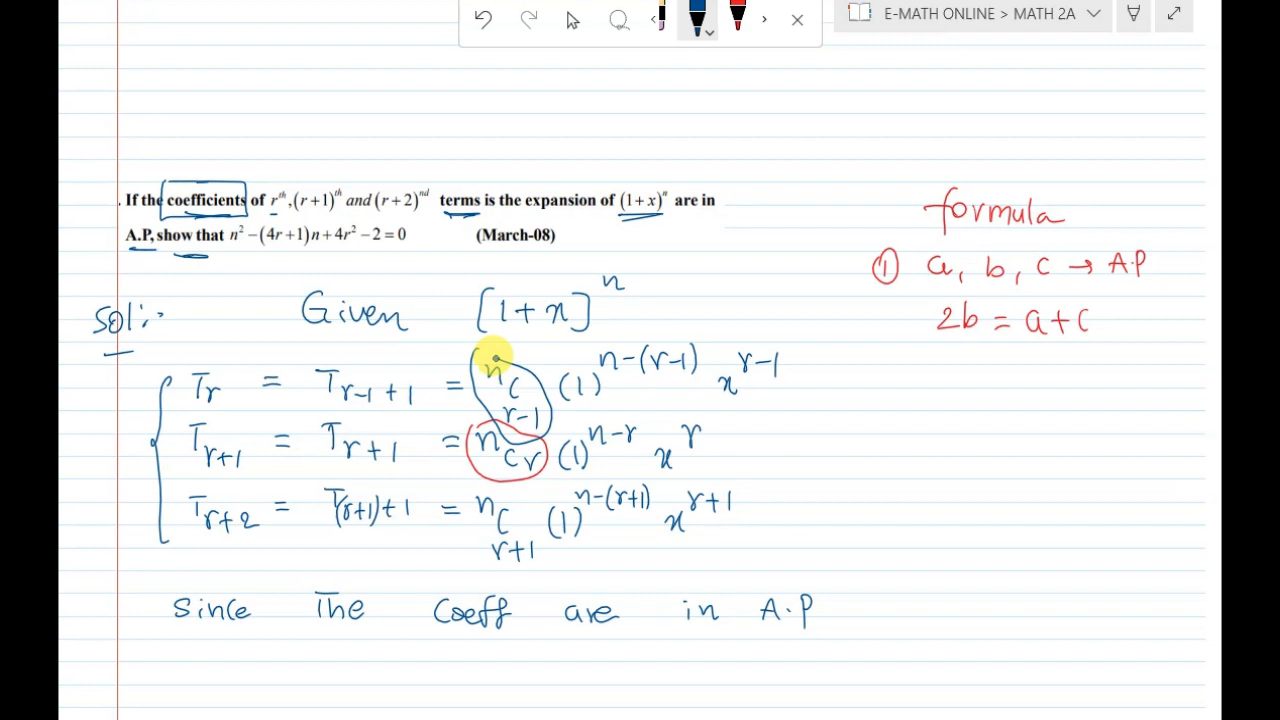 E-MATH ONLINE > MATH 2A
. If the coefficients of rᵗʰ,(r+1)ᵗʰ and (r+2)ⁿᵈ terms is the expansion of (1+x)ⁿ are in
A.P, show that n² −(4r+1)n+4r² −2=0 (March-08)
formula
① a, b, c → A.P
2b = a+c
Sol:- Given [1+x]ⁿ
T_r = T_{r-1+1} = ⁿC_{r-1} (1)^{n-(r-1)} x^{r-1}
T_{r+1} = T_{r+1} = ⁿC_r (1)^{n-r} x^r
T_{r+2} = T_{(r+1)+1} = ⁿC_{r+1} (1)^{n-(r+1)} x^{r+1}
Since The Coeff are in A.P